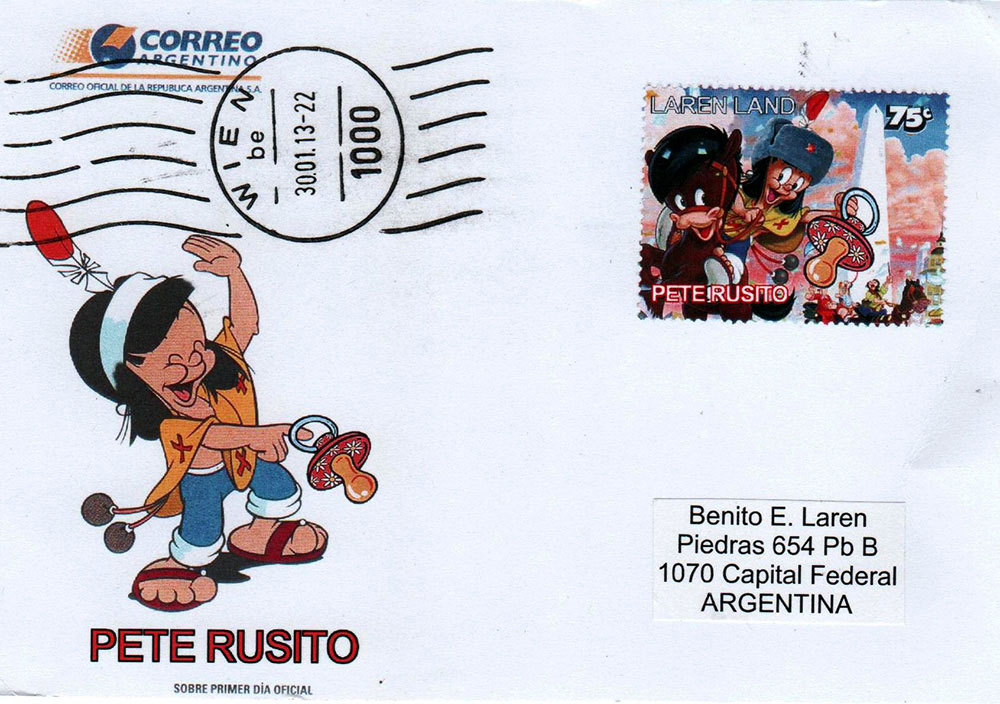 CORREO
ARGENTINO
CORREO OFICIAL DE LA REPUBLICA ARGENTINA S.A.
WIEN
be
30.01.13-22
1000
LAREN LAND
75c
PETE RUSITO
Benito E. Laren
Piedras 654 Pb B
1070 Capital Federal
ARGENTINA
PETE RUSITO
SOBRE PRIMER DÍA OFICIAL